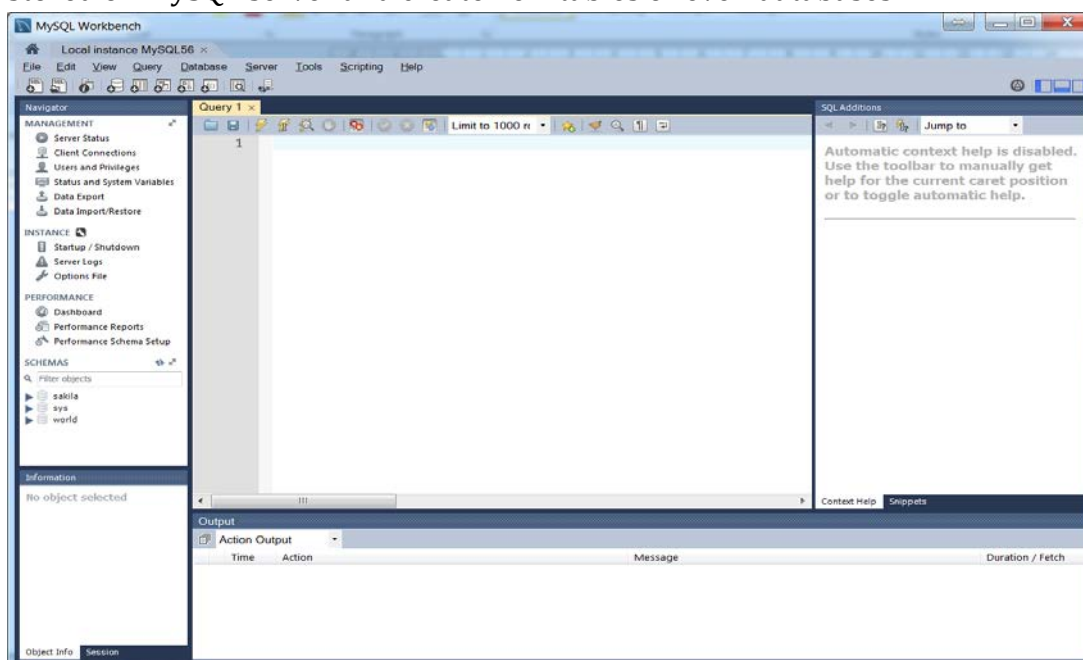 MySQL Workbench
Local instance MySQL56 ×
File Edit View Query Database Server Tools Scripting Help
Navigator
MANAGEMENT
Server Status
Client Connections
Users and Privileges
Status and System Variables
Data Export
Data Import/Restore
INSTANCE
Startup / Shutdown
Server Logs
Options File
PERFORMANCE
Dashboard
Performance Reports
Performance Schema Setup
SCHEMAS
Filter objects
sakila
sys
world
Information
No object selected
Object Info Session
Query 1 ×
Limit to 1000 r
1
Output
Action Output
Time Action Message Duration / Fetch
SQL Additions
Jump to
Automatic context help is disabled.
Use the toolbar to manually get
help for the current caret position
or to toggle automatic help.
Context Help Snippets